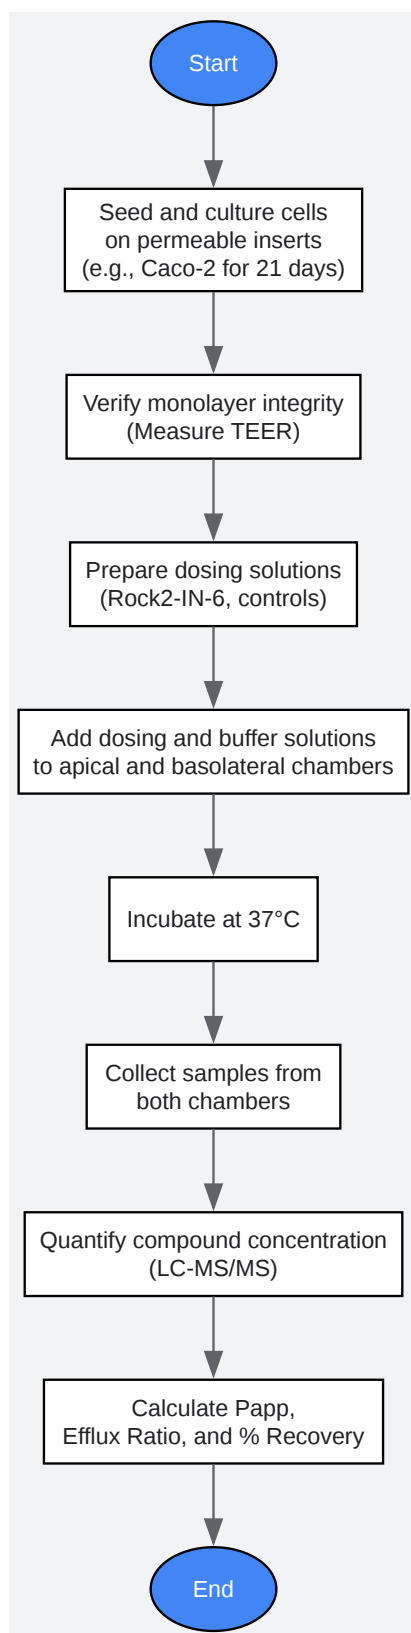 Start
Seed and culture cells
on permeable inserts
(e.g., Caco-2 for 21 days)
Verify monolayer integrity
(Measure TEER)
Prepare dosing solutions
(Rock2-IN-6, controls)
Add dosing and buffer solutions
to apical and basolateral chambers
Incubate at 37°C
Collect samples from
both chambers
Quantify compound concentration
(LC-MS/MS)
Calculate Papp,
Efflux Ratio, and % Recovery
End